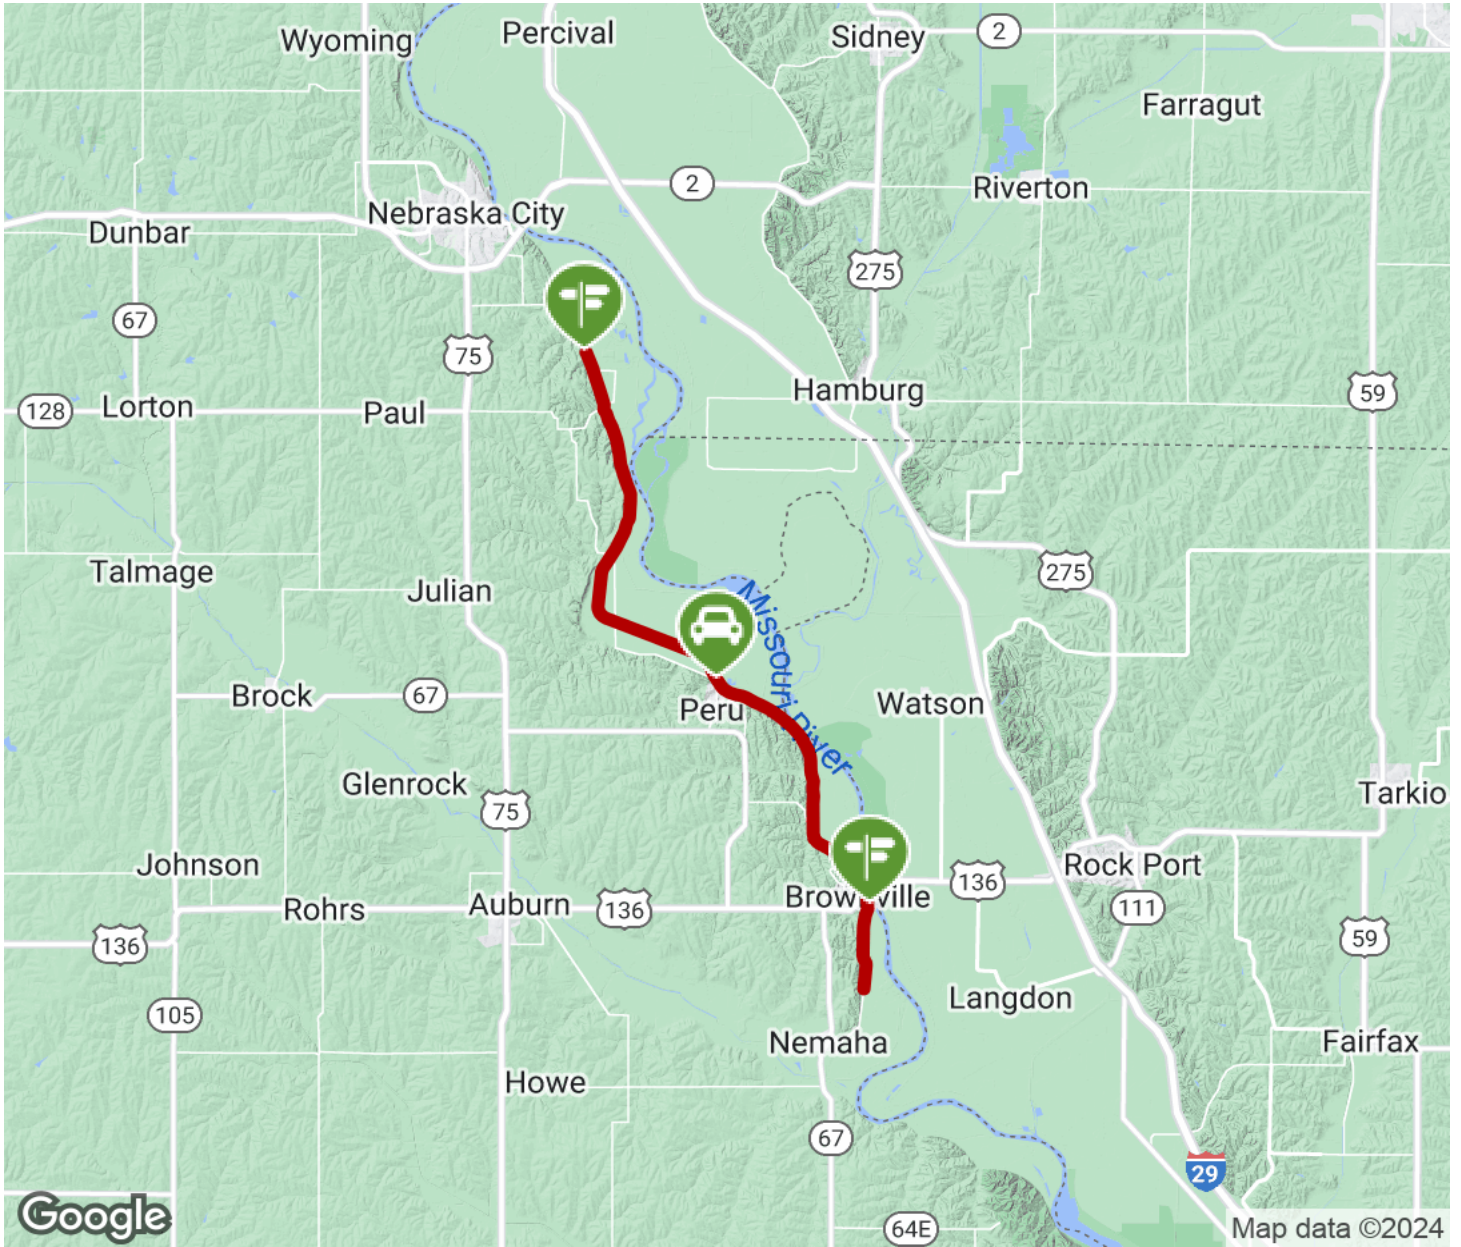 Wyoming
Percival
Sidney
2
Farragut
2
Riverton
Nebraska City
Dunbar
275
67
75
Hamburg
59
128
Lorton
Paul
Talmage
Julian
275
Missouri River
Brock
67
Peru
Watson
Glenrock
75
Tarkio
Johnson
Rock Port
136
Brownville
Rohrs
Auburn
136
111
136
59
105
Langdon
Nemaha
Fairfax
Howe
67
29
Google
64E
Map data ©2024